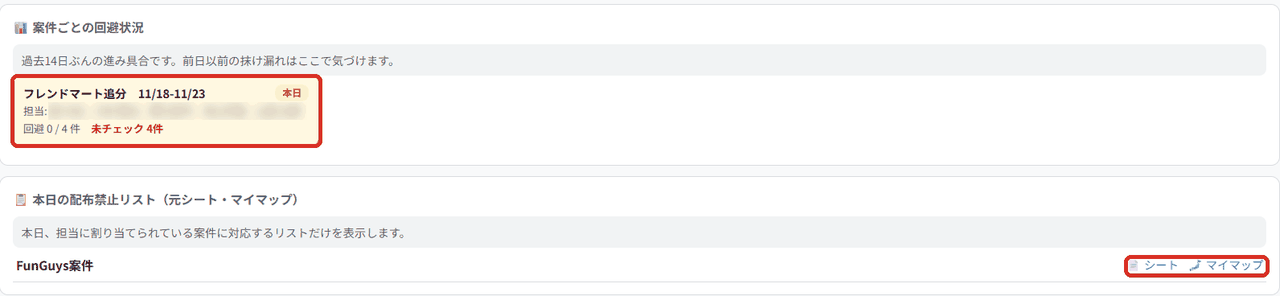 案件ごとの回避状況
過去14日ぶんの進み具合です。前日以前の抹け漏れはここで気づけます。
フレンドマート追分 11/18-11/23 本日
担当:
回避 0 / 4 件 未チェック 4件
本日の配布禁止リスト（元シート・マイマップ）
本日、担当に割り当てられている案件に対応するリストだけを表示します。
FunGuys案件 シート マイマップ